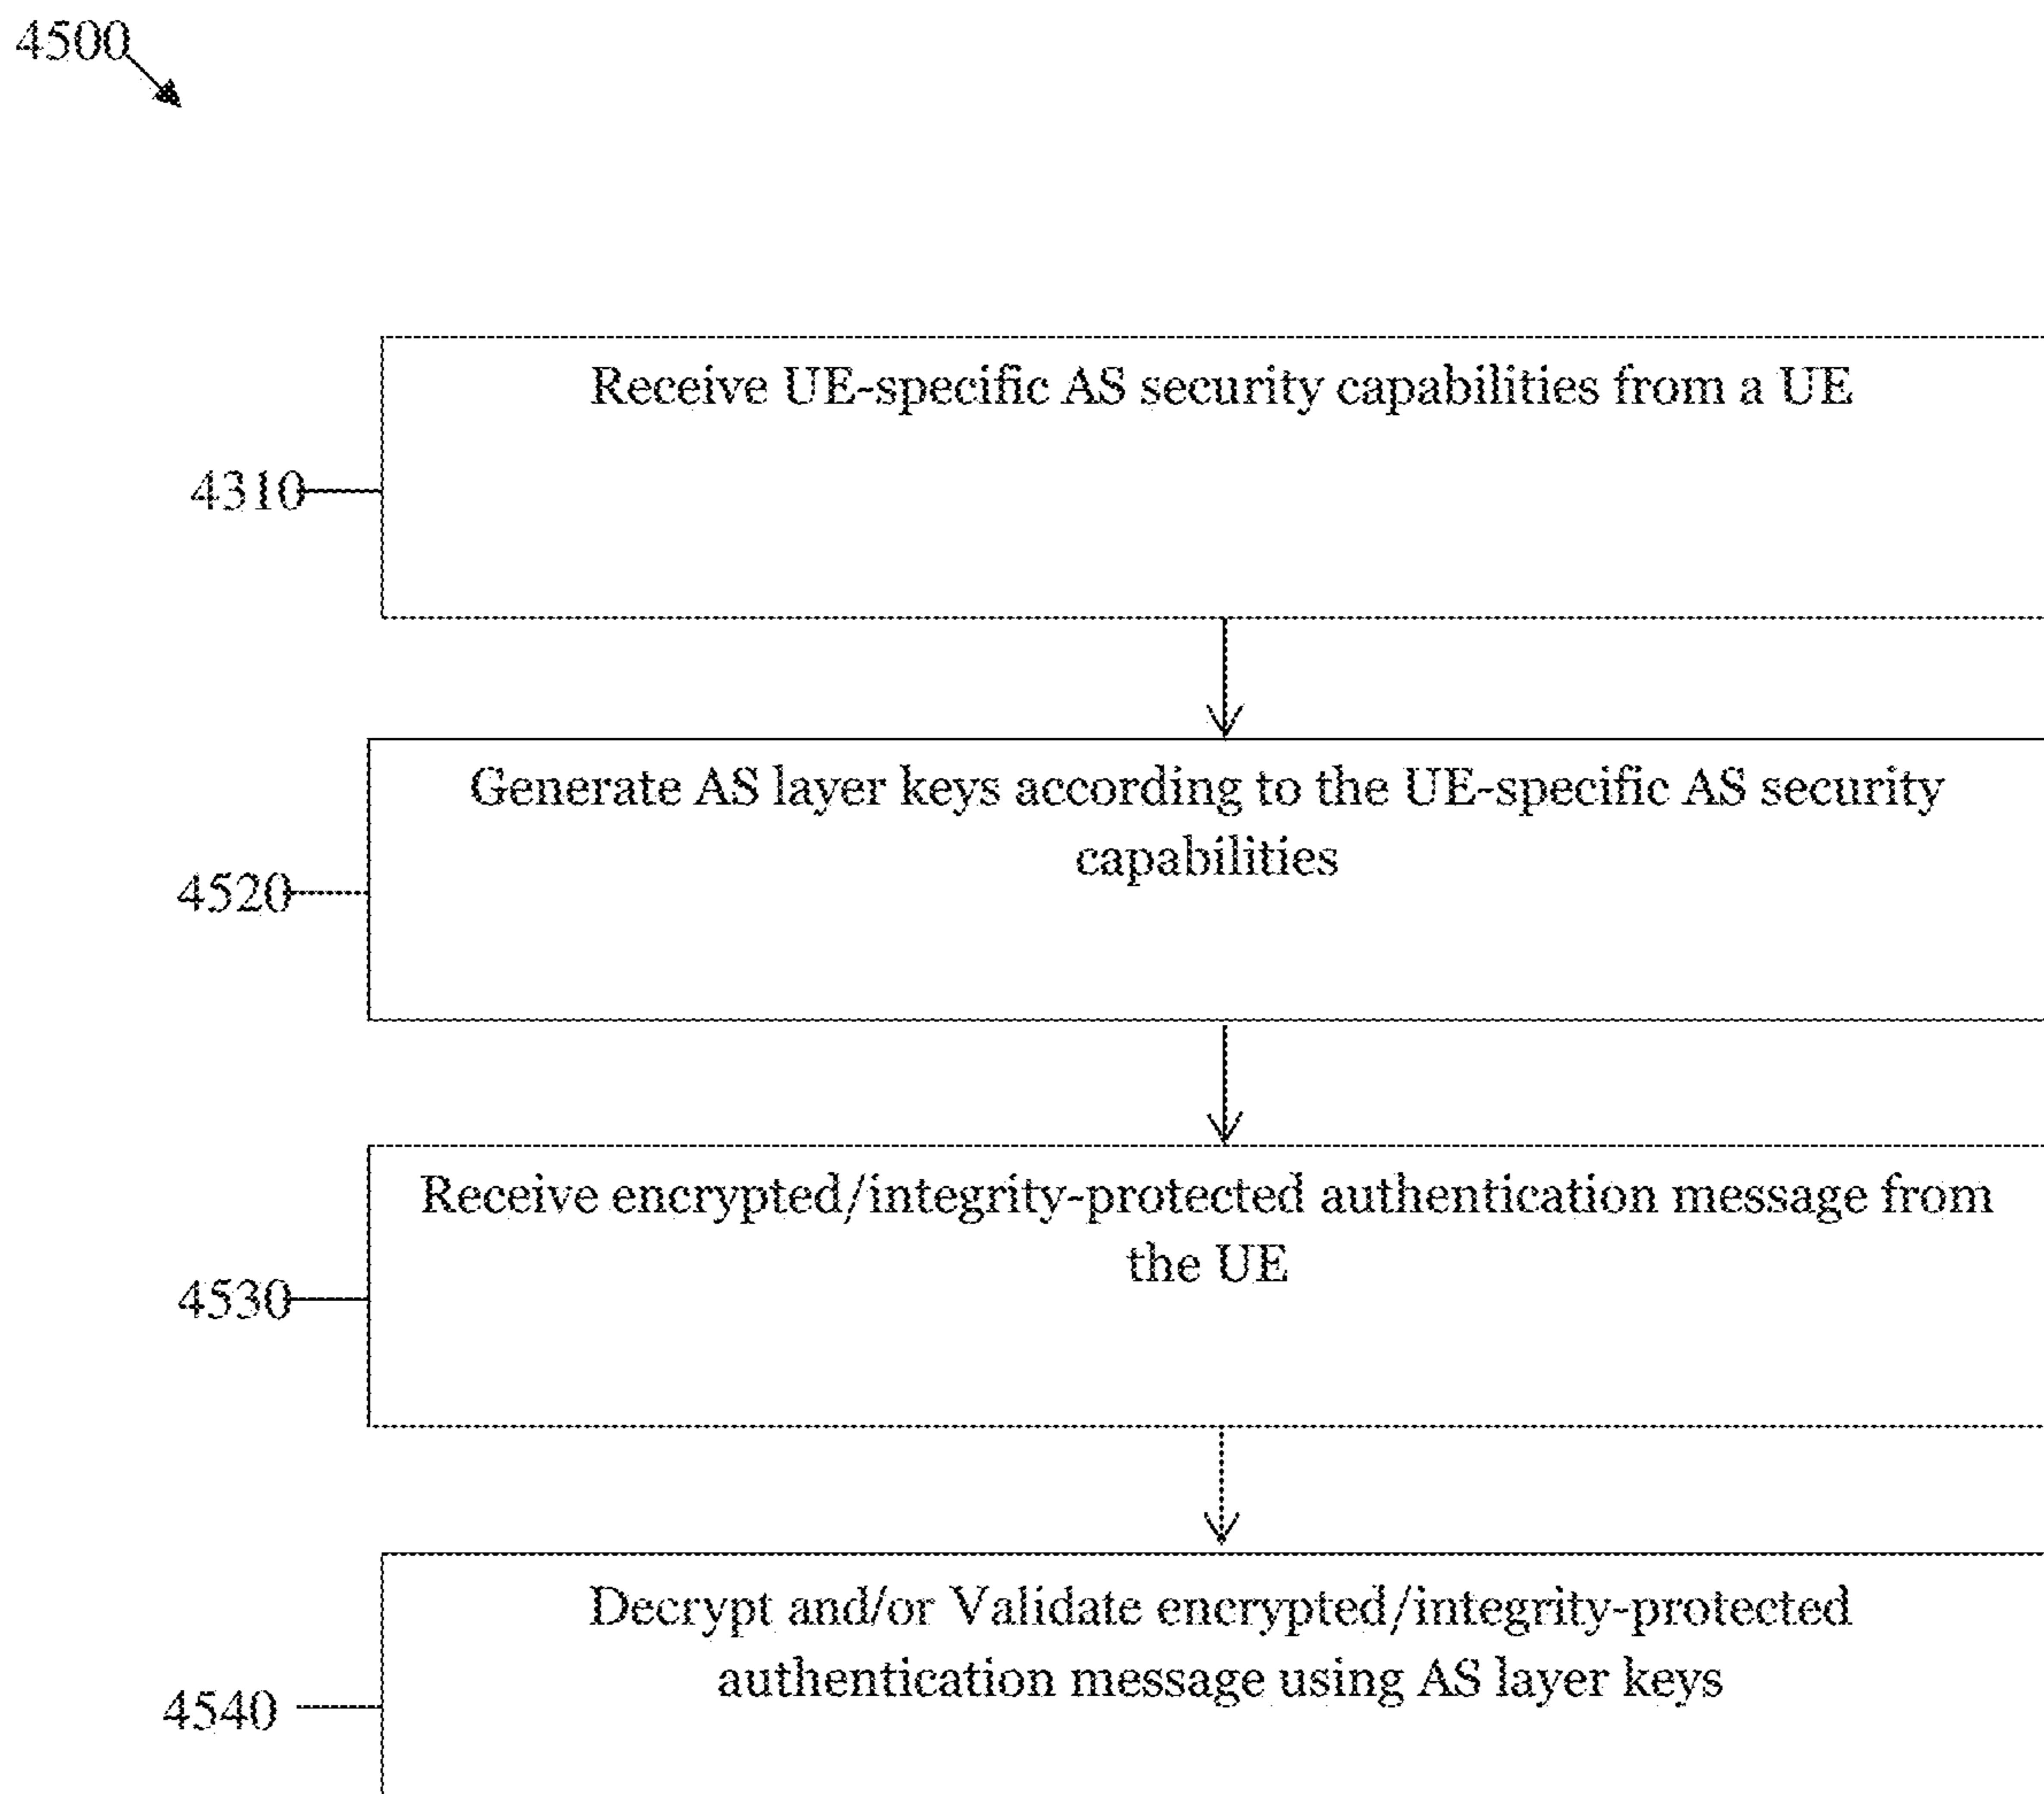 4500
Receive UE-specific AS security capabilities from a UE
4310
Generate AS layer keys according to the UE-specific AS security
capabilities
4520
Receive encrypted/integrity-protected authentication message from
the UE
4530
Decrypt and/or Validate encrypted/integrity-protected
authentication message using AS layer keys
4540